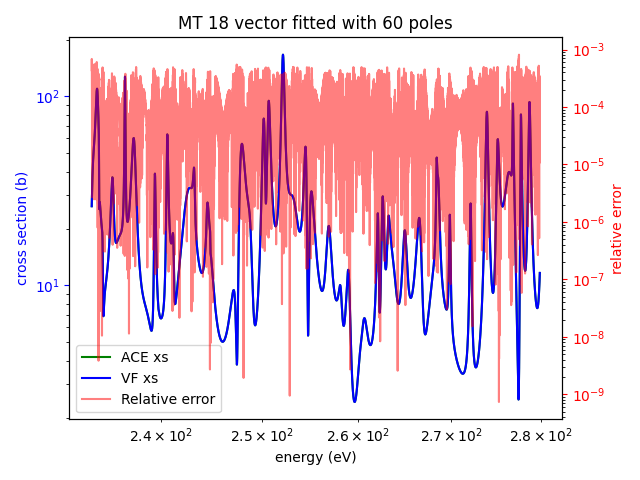 MT 18 vector fitted with 60 poles
10²
10¹
cross section (b)
10⁻³
10⁻⁴
10⁻⁵
10⁻⁶
10⁻⁷
10⁻⁸
10⁻⁹
relative error
ACE xs
VF xs
Relative error
2.4 × 10² 2.5 × 10² 2.6 × 10² 2.7 × 10² 2.8 × 10²
energy (eV)